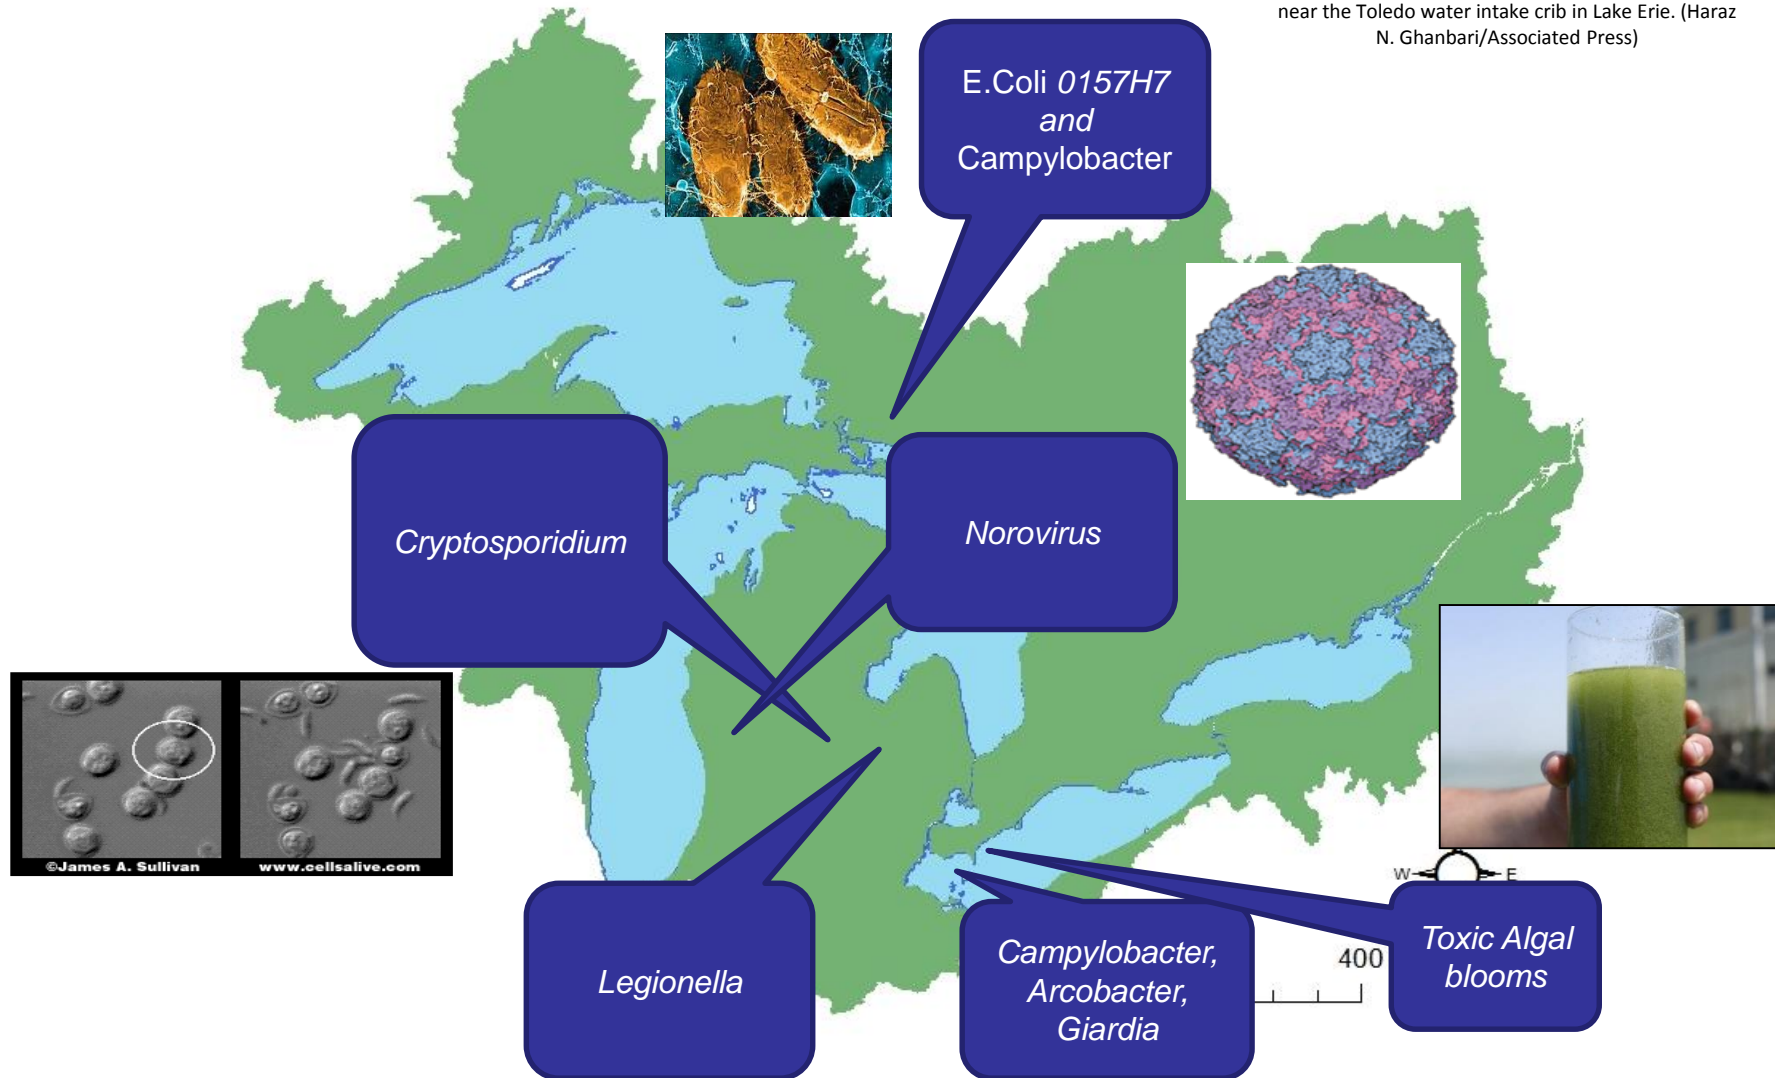 near the Toledo water intake crib in Lake Erie. (Haraz
N. Ghanbari/Associated Press)
E.Coli 0157H7
and
Campylobacter
Cryptosporidium
Norovirus
©James A. Sullivan
www.cellsalive.com
W
E
Legionella
Campylobacter,
Arcobacter,
Giardia
400
Toxic Algal
blooms